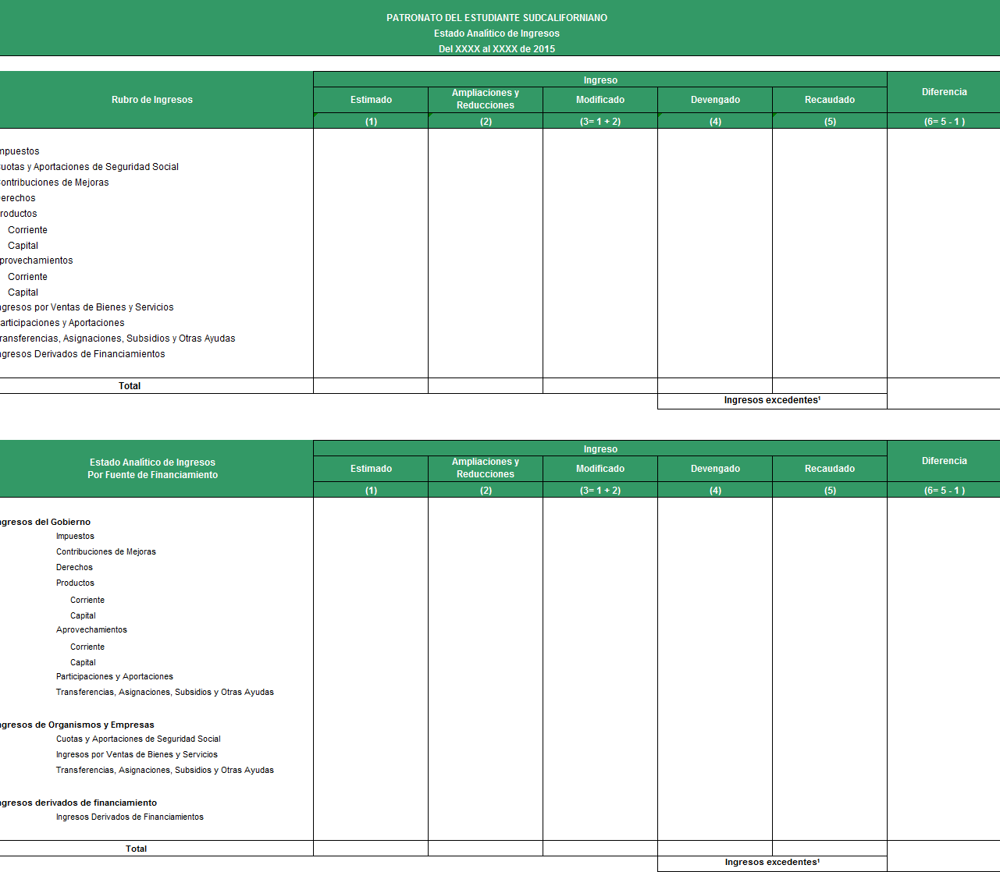 PATRONATO DEL ESTUDIANTE SUDCALIFORNIANO
Estado Analítico de Ingresos
Del XXXX al XXXX de 2015
Rubro de Ingresos
Ingreso
Diferencia
Estimado
Ampliaciones y
Reducciones
Modificado
Devengado
Recaudado
(1)
(2)
(3= 1 + 2)
(4)
(5)
(6= 5 - 1 )
mpuestos
uotas y Aportaciones de Seguridad Social
ontribuciones de Mejoras
erechos
roductos
Corriente
Capital
provechamientos
Corriente
Capital
ngresos por Ventas de Bienes y Servicios
articipaciones y Aportaciones
ransferencias, Asignaciones, Subsidios y Otras Ayudas
ngresos Derivados de Financiamientos
Total
Ingresos excedentes¹
Estado Analítico de Ingresos
Por Fuente de Financiamiento
Ingreso
Diferencia
Estimado
Ampliaciones y
Reducciones
Modificado
Devengado
Recaudado
(1)
(2)
(3= 1 + 2)
(4)
(5)
(6= 5 - 1 )
ngresos del Gobierno
Impuestos
Contribuciones de Mejoras
Derechos
Productos
Corriente
Capital
Aprovechamientos
Corriente
Capital
Participaciones y Aportaciones
Transferencias, Asignaciones, Subsidios y Otras Ayudas
ngresos de Organismos y Empresas
Cuotas y Aportaciones de Seguridad Social
Ingresos por Ventas de Bienes y Servicios
Transferencias, Asignaciones, Subsidios y Otras Ayudas
ngresos derivados de financiamiento
Ingresos Derivados de Financiamientos
Total
Ingresos excedentes¹